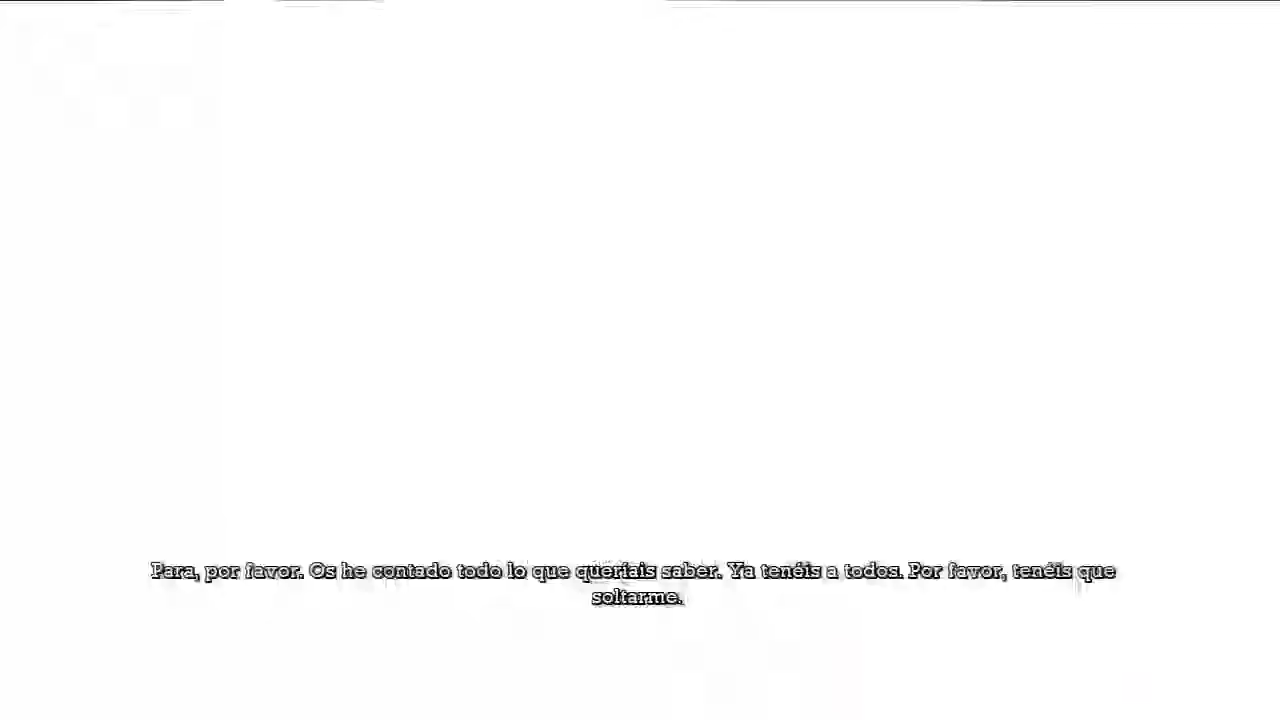 Para, por favor. Os he contado todo lo que queríais saber. Ya tenéis a todos. Por favor, tenéis que
soltarme.